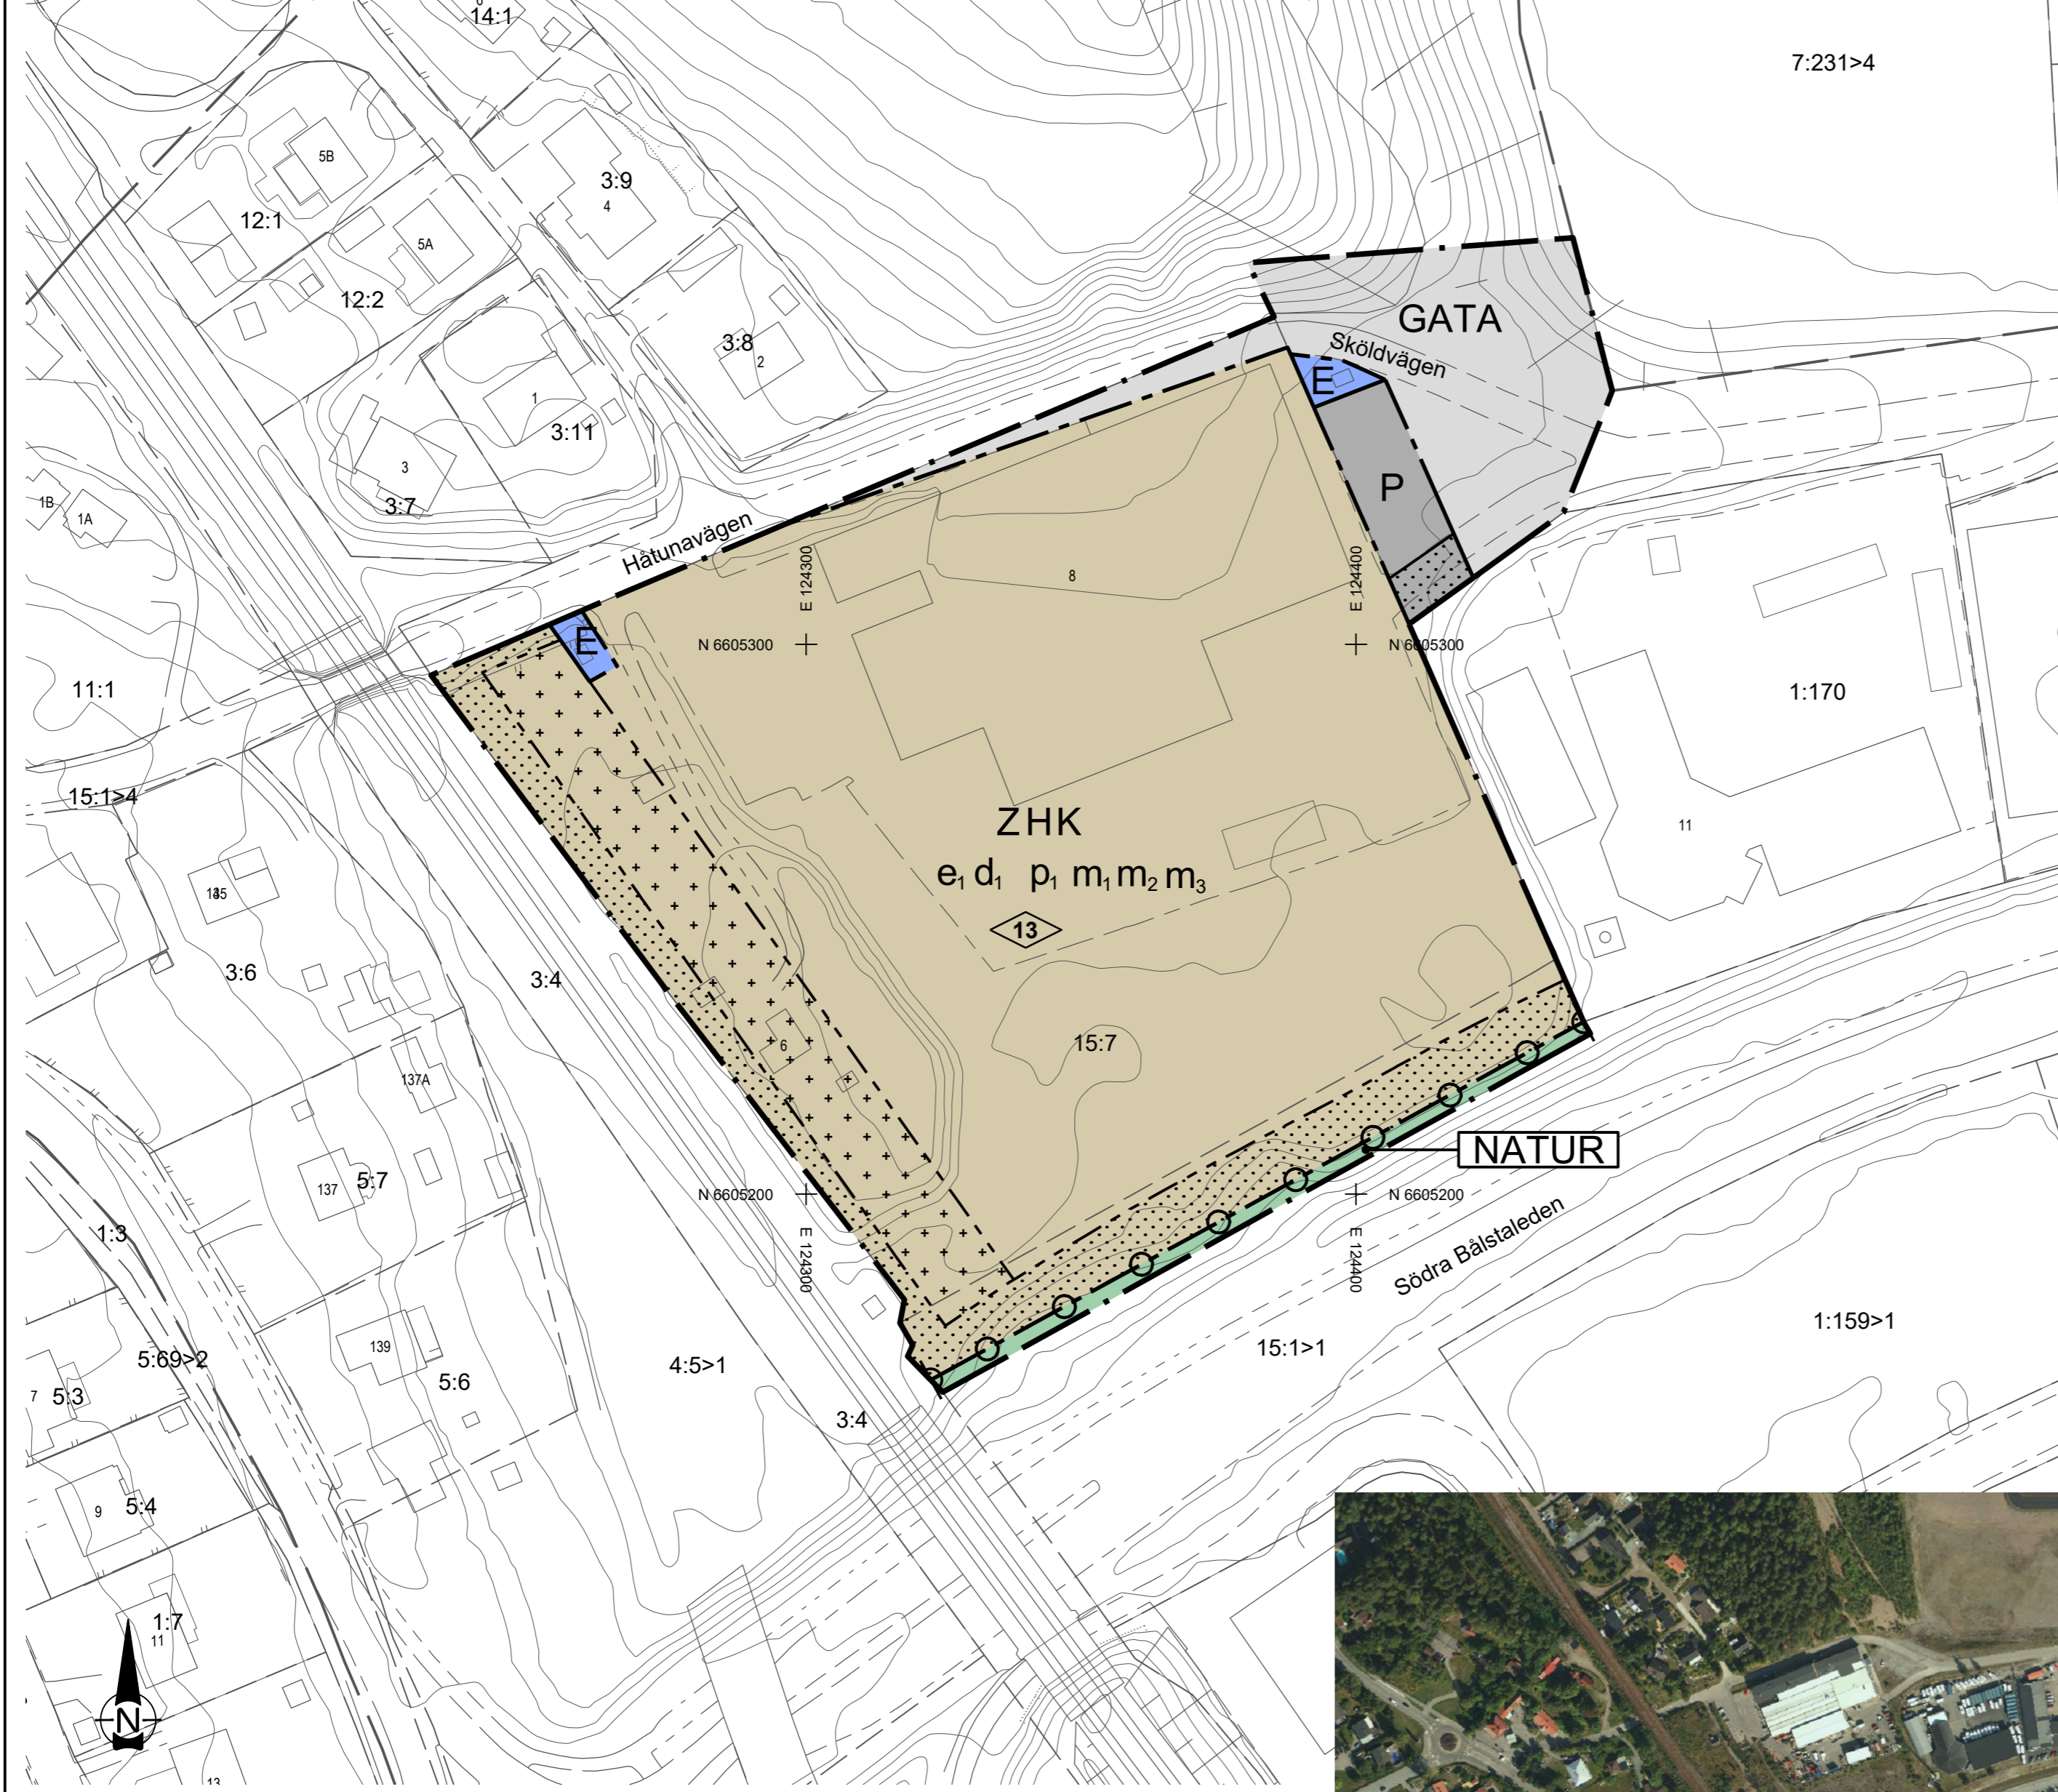 14:1
7:231>4
5B
3:9
4
12:1
5A
12:2
GATA
Sköldvägen
3:8
2
E
1
3:11
3
P
3:7
1B
1A
Håtunavägen
E 124300
E 124400
8
N 6605300
N 6605300
E
11:1
1:170
15:1>4
ZHK
11
e₁ d₁ p₁ m₁ m₂ m₃
13
3:6
3:4
15:7
6
137A
NATUR
137
5:7
N 6605200
N 6605200
1:3
E 124300
E 124400
Södra Bålstaleden
1:159>1
139
15:1>1
5:69>2
4:5>1
5:6
7
5:3
3:4
9
5:4
1:7
11
N
13